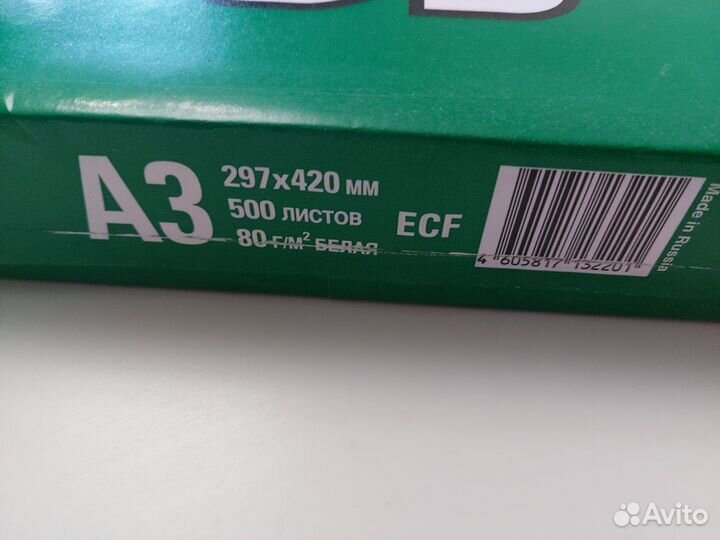 A3
297x420 мм
500 ЛИСТОВ
80 Г/М² БЕЛАЯ
ECF
4 605817 132201
Made in Russia
Avito